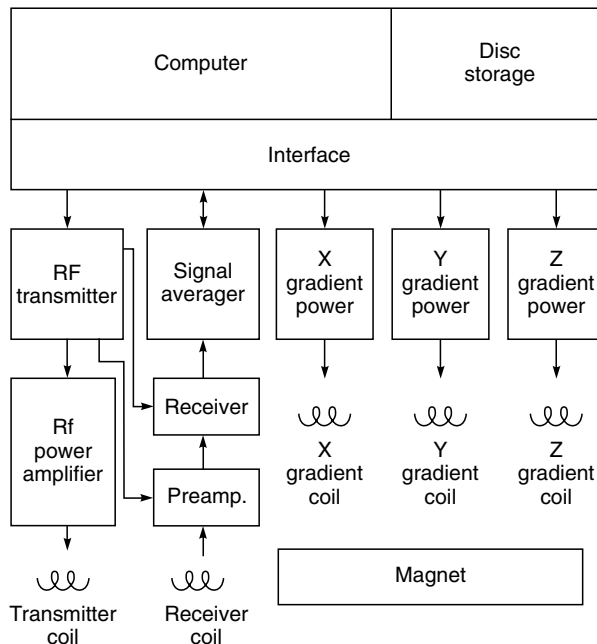 Computer
Disc
storage
Interface
RF
transmitter
Signal
averager
X
gradient
power
Y
gradient
power
Z
gradient
power
Rf
power
amplifier
Receiver
Preamp.
X
gradient
coil
Y
gradient
coil
Z
gradient
coil
Transmitter
coil
Receiver
coil
Magnet